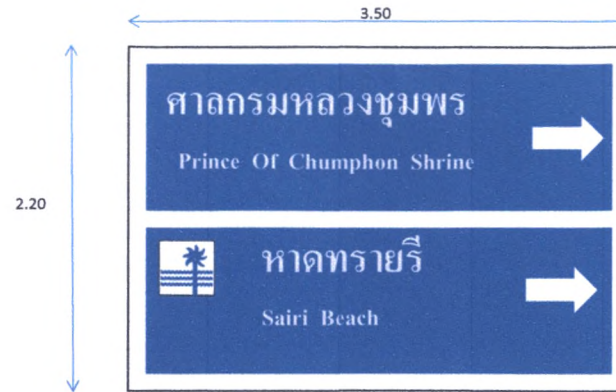 3.50
2.20
ศาลกรมหลวงชุมพร
Prince Of Chumphon Shrine
หาดทรายรี
Sairi Beach